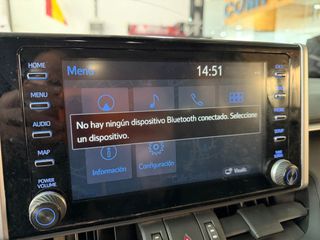 HOME
MENU
AUDIO
MAP
POWER
VOLUME
Menú
14:51
No hay ningún dispositivo Bluetooth conectado. Seleccione
un dispositivo.
Información
Configuración
Visualiz.